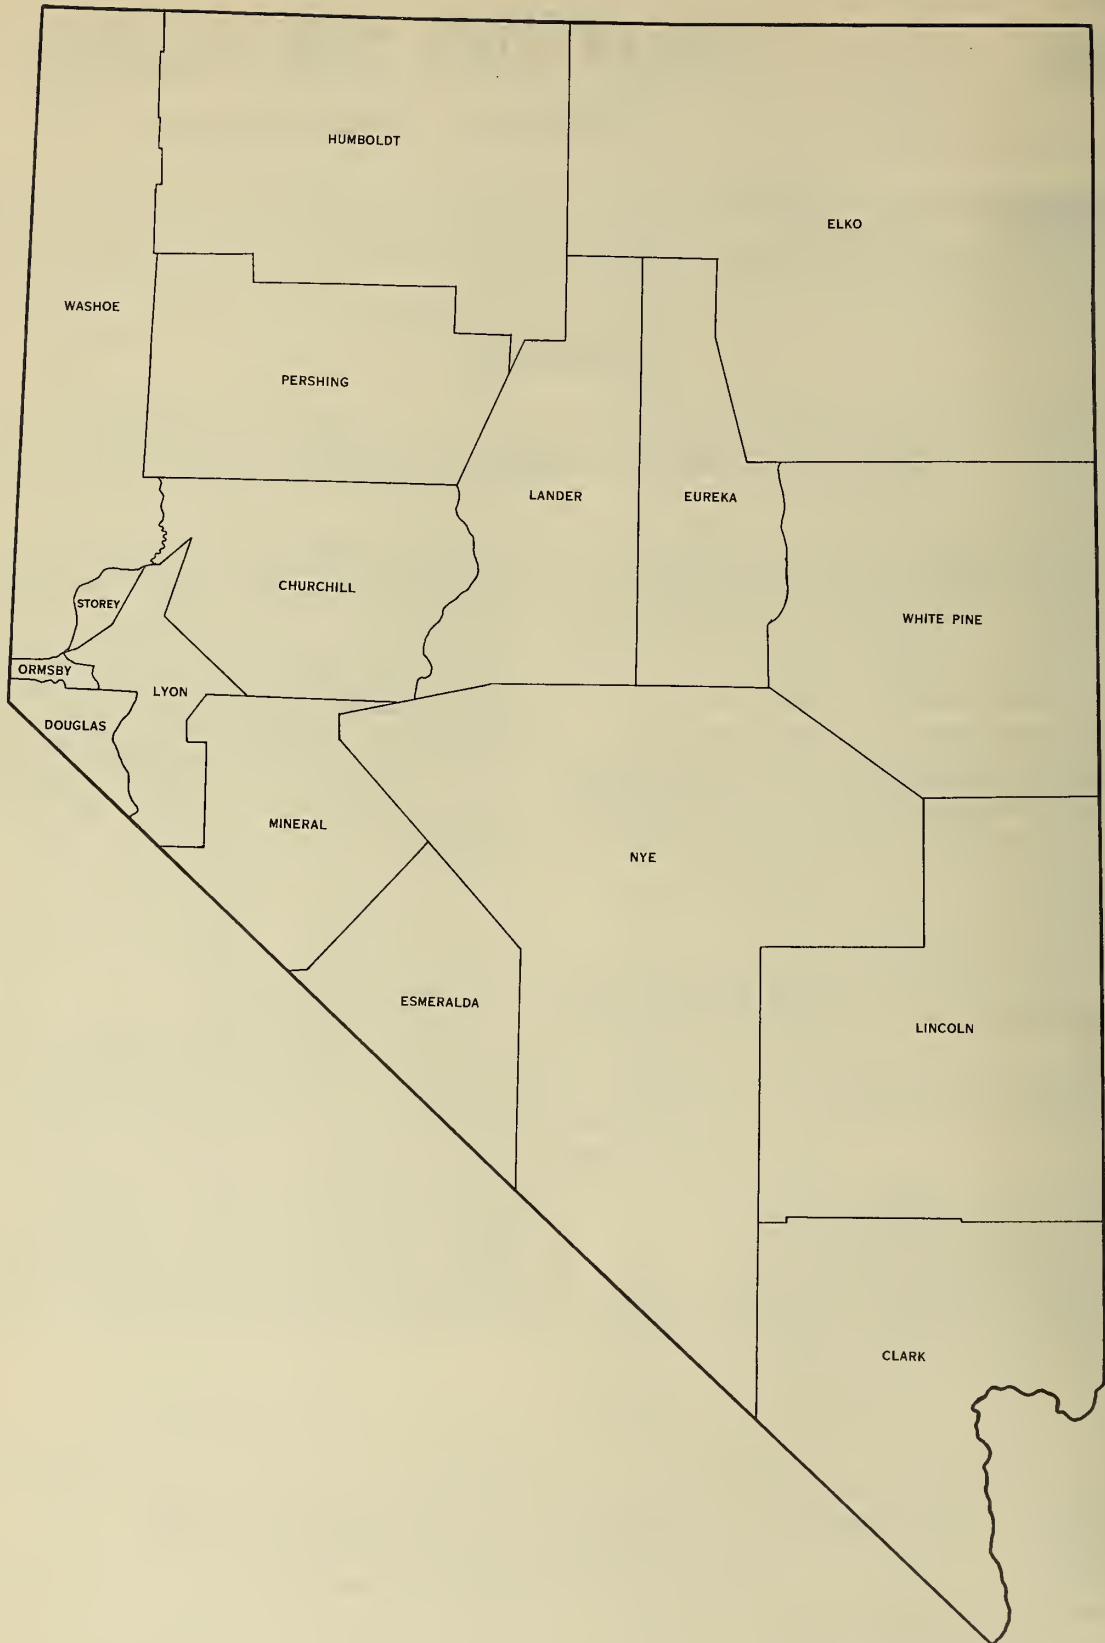 HUMBOLDT
ELKO
WASHOE
PERSHING
LANDER
EUREKA
CHURCHILL
STOREY
WHITE PINE
ORMSBY
LYON
DOUGLAS
MINERAL
NYE
ESMERALDA
LINCOLN
CLARK